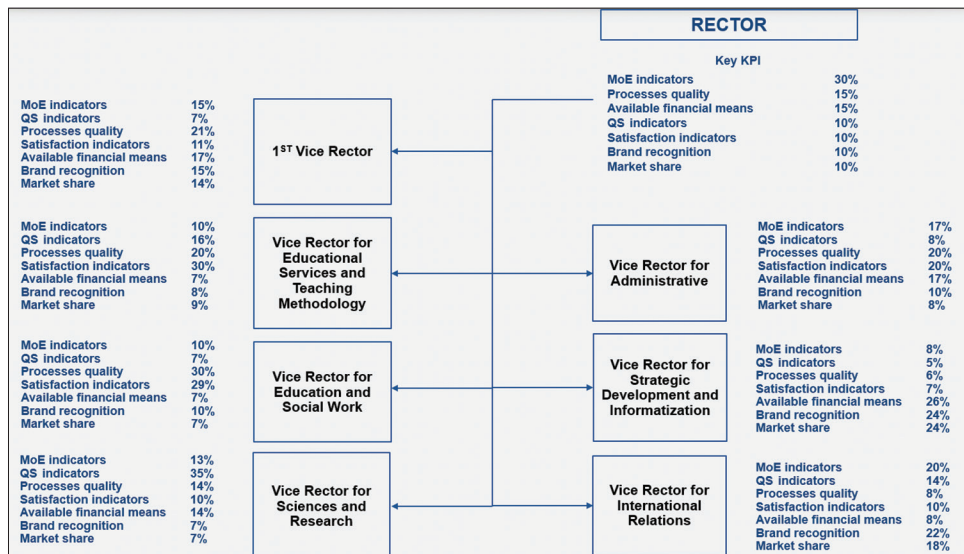 RECTOR
Key KPI
MoE indicators 30%
Processes quality 15%
Available financial means 15%
QS indicators 10%
Satisfaction indicators 10%
Brand recognition 10%
Market share 10%
MoE indicators 15%
QS indicators 7%
Processes quality 21%
Satisfaction indicators 11%
Available financial means 17%
Brand recognition 15%
Market share 14%
1ST Vice Rector
MoE indicators 10%
QS indicators 16%
Processes quality 20%
Satisfaction indicators 30%
Available financial means 7%
Brand recognition 8%
Market share 9%
Vice Rector for
Educational
Services and
Teaching
Methodology
Vice Rector for
Administrative
MoE indicators 17%
QS indicators 8%
Processes quality 20%
Satisfaction indicators 20%
Available financial means 17%
Brand recognition 10%
Market share 8%
MoE indicators 10%
QS indicators 7%
Processes quality 30%
Satisfaction indicators 29%
Available financial means 7%
Brand recognition 10%
Market share 7%
Vice Rector for
Education and
Social Work
Vice Rector for
Strategic
Development and
Informatization
MoE indicators 8%
QS indicators 5%
Processes quality 6%
Satisfaction indicators 7%
Available financial means 26%
Brand recognition 24%
Market share 24%
MoE indicators 13%
QS indicators 35%
Processes quality 14%
Satisfaction indicators 10%
Available financial means 14%
Brand recognition 7%
Market share 7%
Vice Rector for
Sciences and
Research
Vice Rector for
International
Relations
MoE indicators 20%
QS indicators 14%
Processes quality 8%
Satisfaction indicators 10%
Available financial means 8%
Brand recognition 22%
Market share 18%